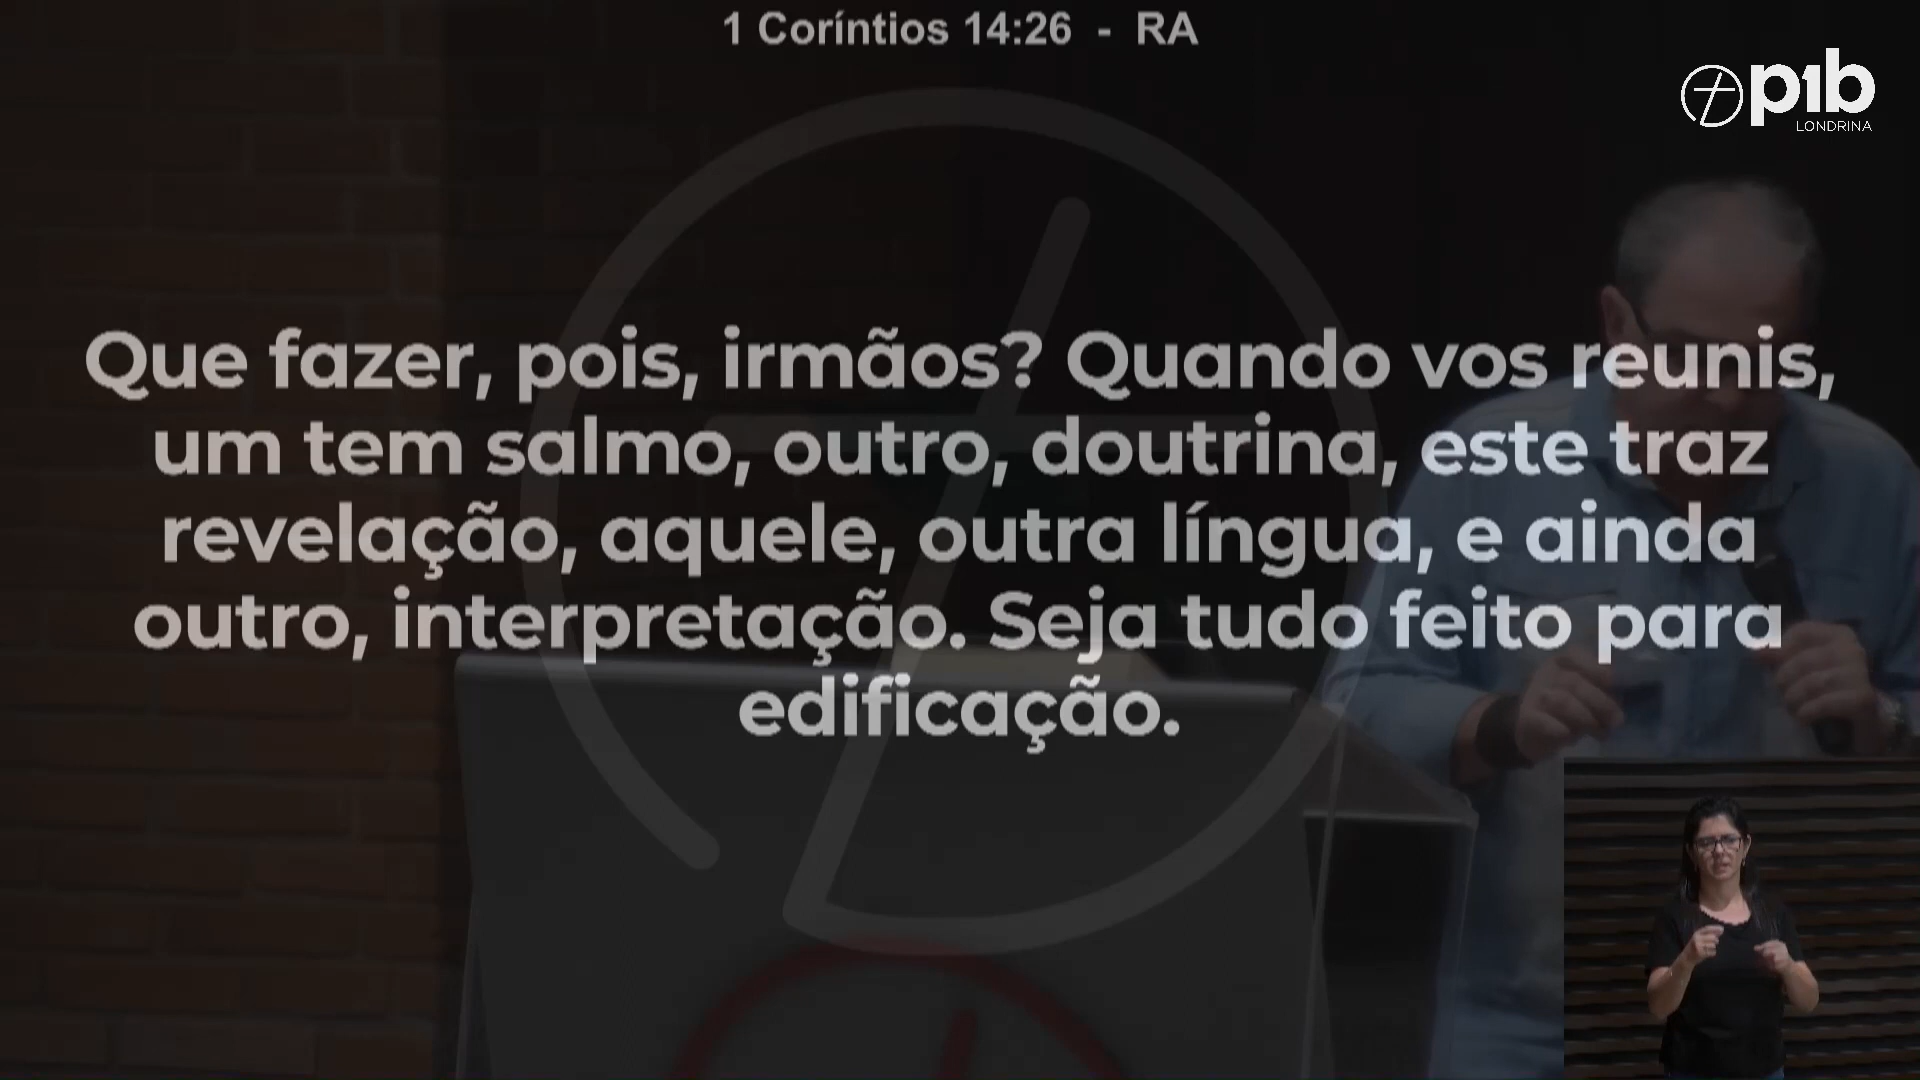 1 Coríntios 14:26 - RA
p1b
LONDRINA
Que fazer, pois, irmãos? Quando vos reunis,
um tem salmo, outro, doutrina, este traz
revelação, aquele, outra língua, e ainda
outro, interpretação. Seja tudo feito para
edificação.